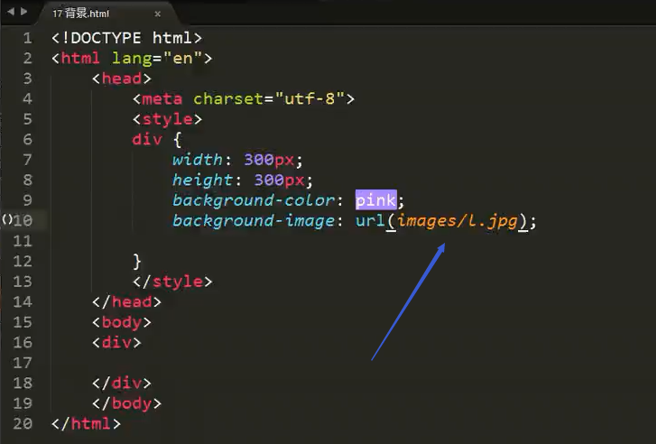 17 背景.html
1 <!DOCTYPE html>
2 <html lang="en">
3 <head>
4 <meta charset="utf-8">
5 <style>
6 div {
7 width: 300px;
8 height: 300px;
9 background-color: pink;
10 background-image: url(images/l.jpg);
11
12 }
13 </style>
14 </head>
15 <body>
16 <div>
17
18 </div>
19 </body>
20 </html>